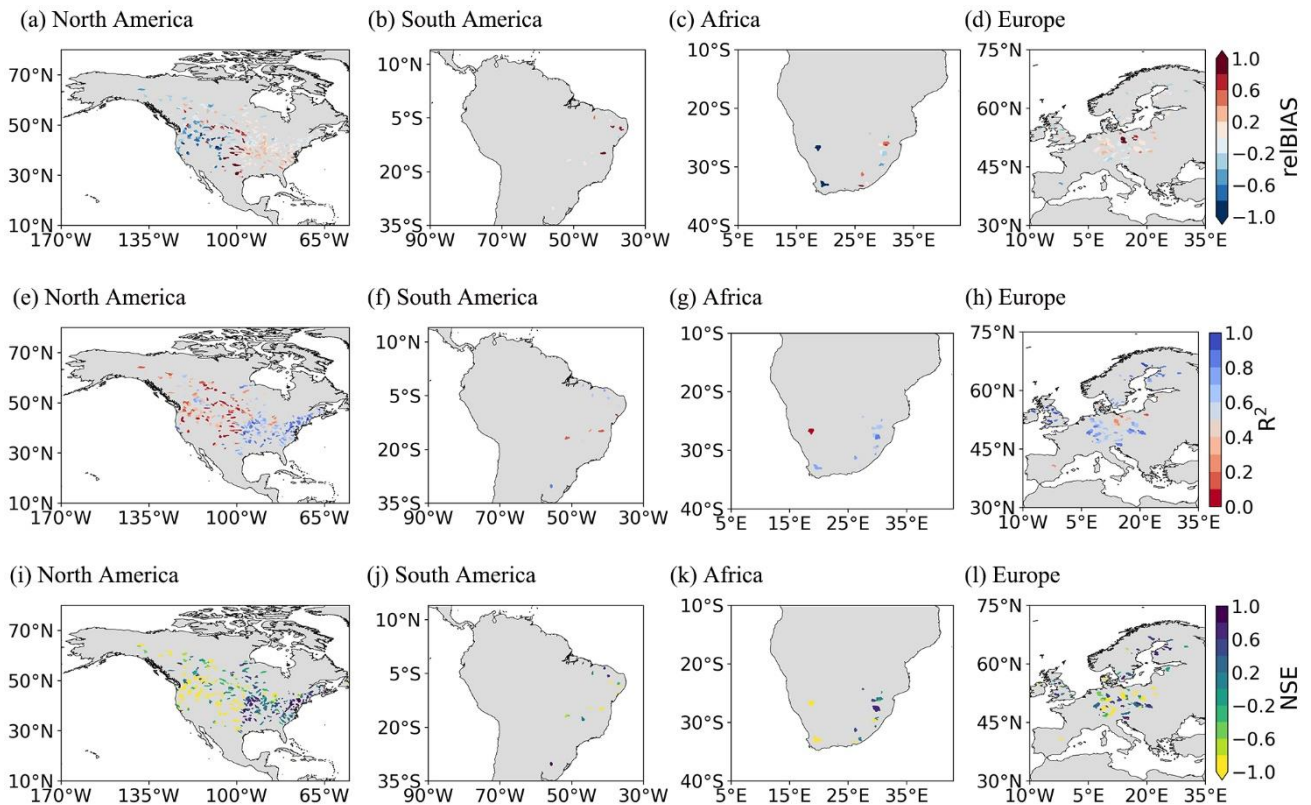 (a) North America (b) South America (c) Africa (d) Europe
70°N 50°N 30°N 10°N
170°W 135°W 100°W 65°W
10°N 5°S 20°S 35°S
90°W 70°W 50°W 30°W
10°S 20°S 30°S 40°S
5°E 15°E 25°E 35°E
75°N 60°N 45°N 30°N
10°W 5°E 20°E 35°E
1.0 0.6 0.2 −0.2 −0.6 −1.0
relBIAS
(e) North America (f) South America (g) Africa (h) Europe
70°N 50°N 30°N 10°N
170°W 135°W 100°W 65°W
10°N 5°S 20°S 35°S
90°W 70°W 50°W 30°W
10°S 20°S 30°S 40°S
5°E 15°E 25°E 35°E
75°N 60°N 45°N 30°N
10°W 5°E 20°E 35°E
1.0 0.8 0.6 0.4 0.2 0.0
R²
(i) North America (j) South America (k) Africa (l) Europe
70°N 50°N 30°N 10°N
170°W 135°W 100°W 65°W
10°N 5°S 20°S 35°S
90°W 70°W 50°W 30°W
10°S 20°S 30°S 40°S
5°E 15°E 25°E 35°E
75°N 60°N 45°N 30°N
10°W 5°E 20°E 35°E
1.0 0.6 0.2 −0.2 −0.6 −1.0
NSE